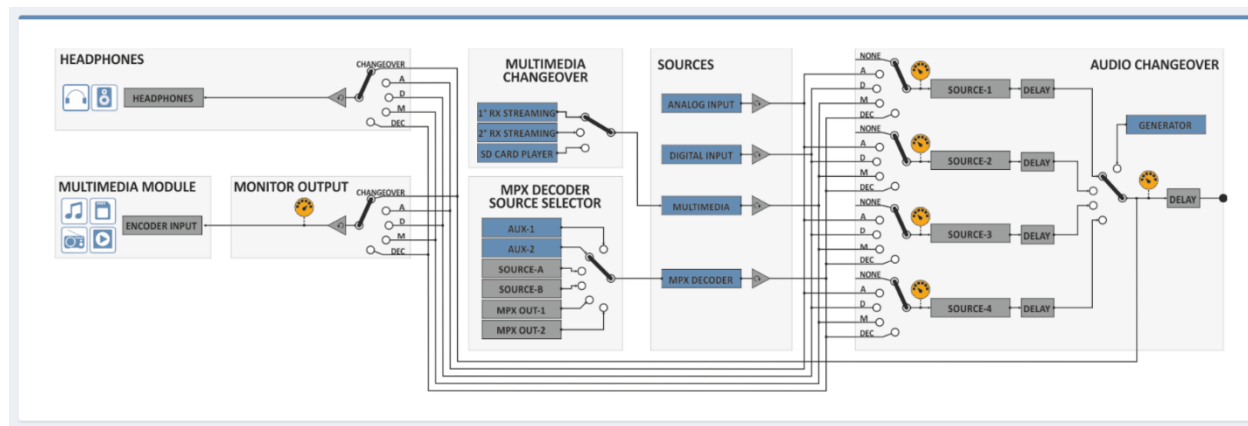 HEADPHONES
HEADPHONES
CHANGEOVER
A
D
M
DEC
MULTIMEDIA MODULE
ENCODER INPUT
MONITOR OUTPUT
CHANGEOVER
A
D
M
DEC
MULTIMEDIA
CHANGEOVER
1° RX STREAMING
2° RX STREAMING
SD CARD PLAYER
MPX DECODER
SOURCE SELECTOR
AUX-1
AUX-2
SOURCE-A
SOURCE-B
MPX OUT-1
MPX OUT-2
SOURCES
ANALOG INPUT
DIGITAL INPUT
MULTIMEDIA
MPX DECODER
AUDIO CHANGEOVER
NONE
A
D
M
DEC
SOURCE-1
DELAY
NONE
A
D
M
DEC
SOURCE-2
DELAY
NONE
A
D
M
DEC
SOURCE-3
DELAY
NONE
A
D
M
DEC
SOURCE-4
DELAY
GENERATOR
DELAY